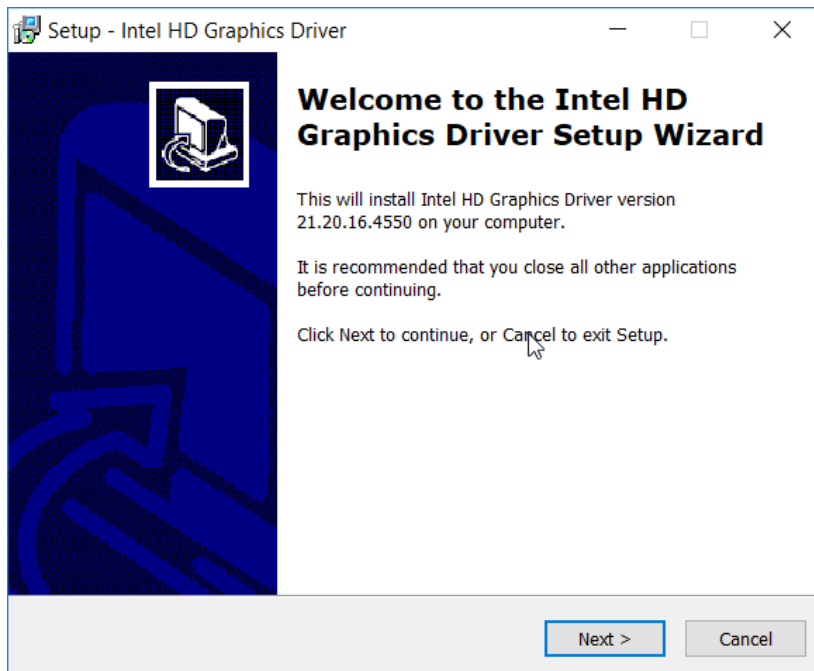 Setup - Intel HD Graphics Driver
Welcome to the Intel HD
Graphics Driver Setup Wizard
This will install Intel HD Graphics Driver version
21.20.16.4550 on your computer.
It is recommended that you close all other applications
before continuing.
Click Next to continue, or Cancel to exit Setup.
Next >
Cancel